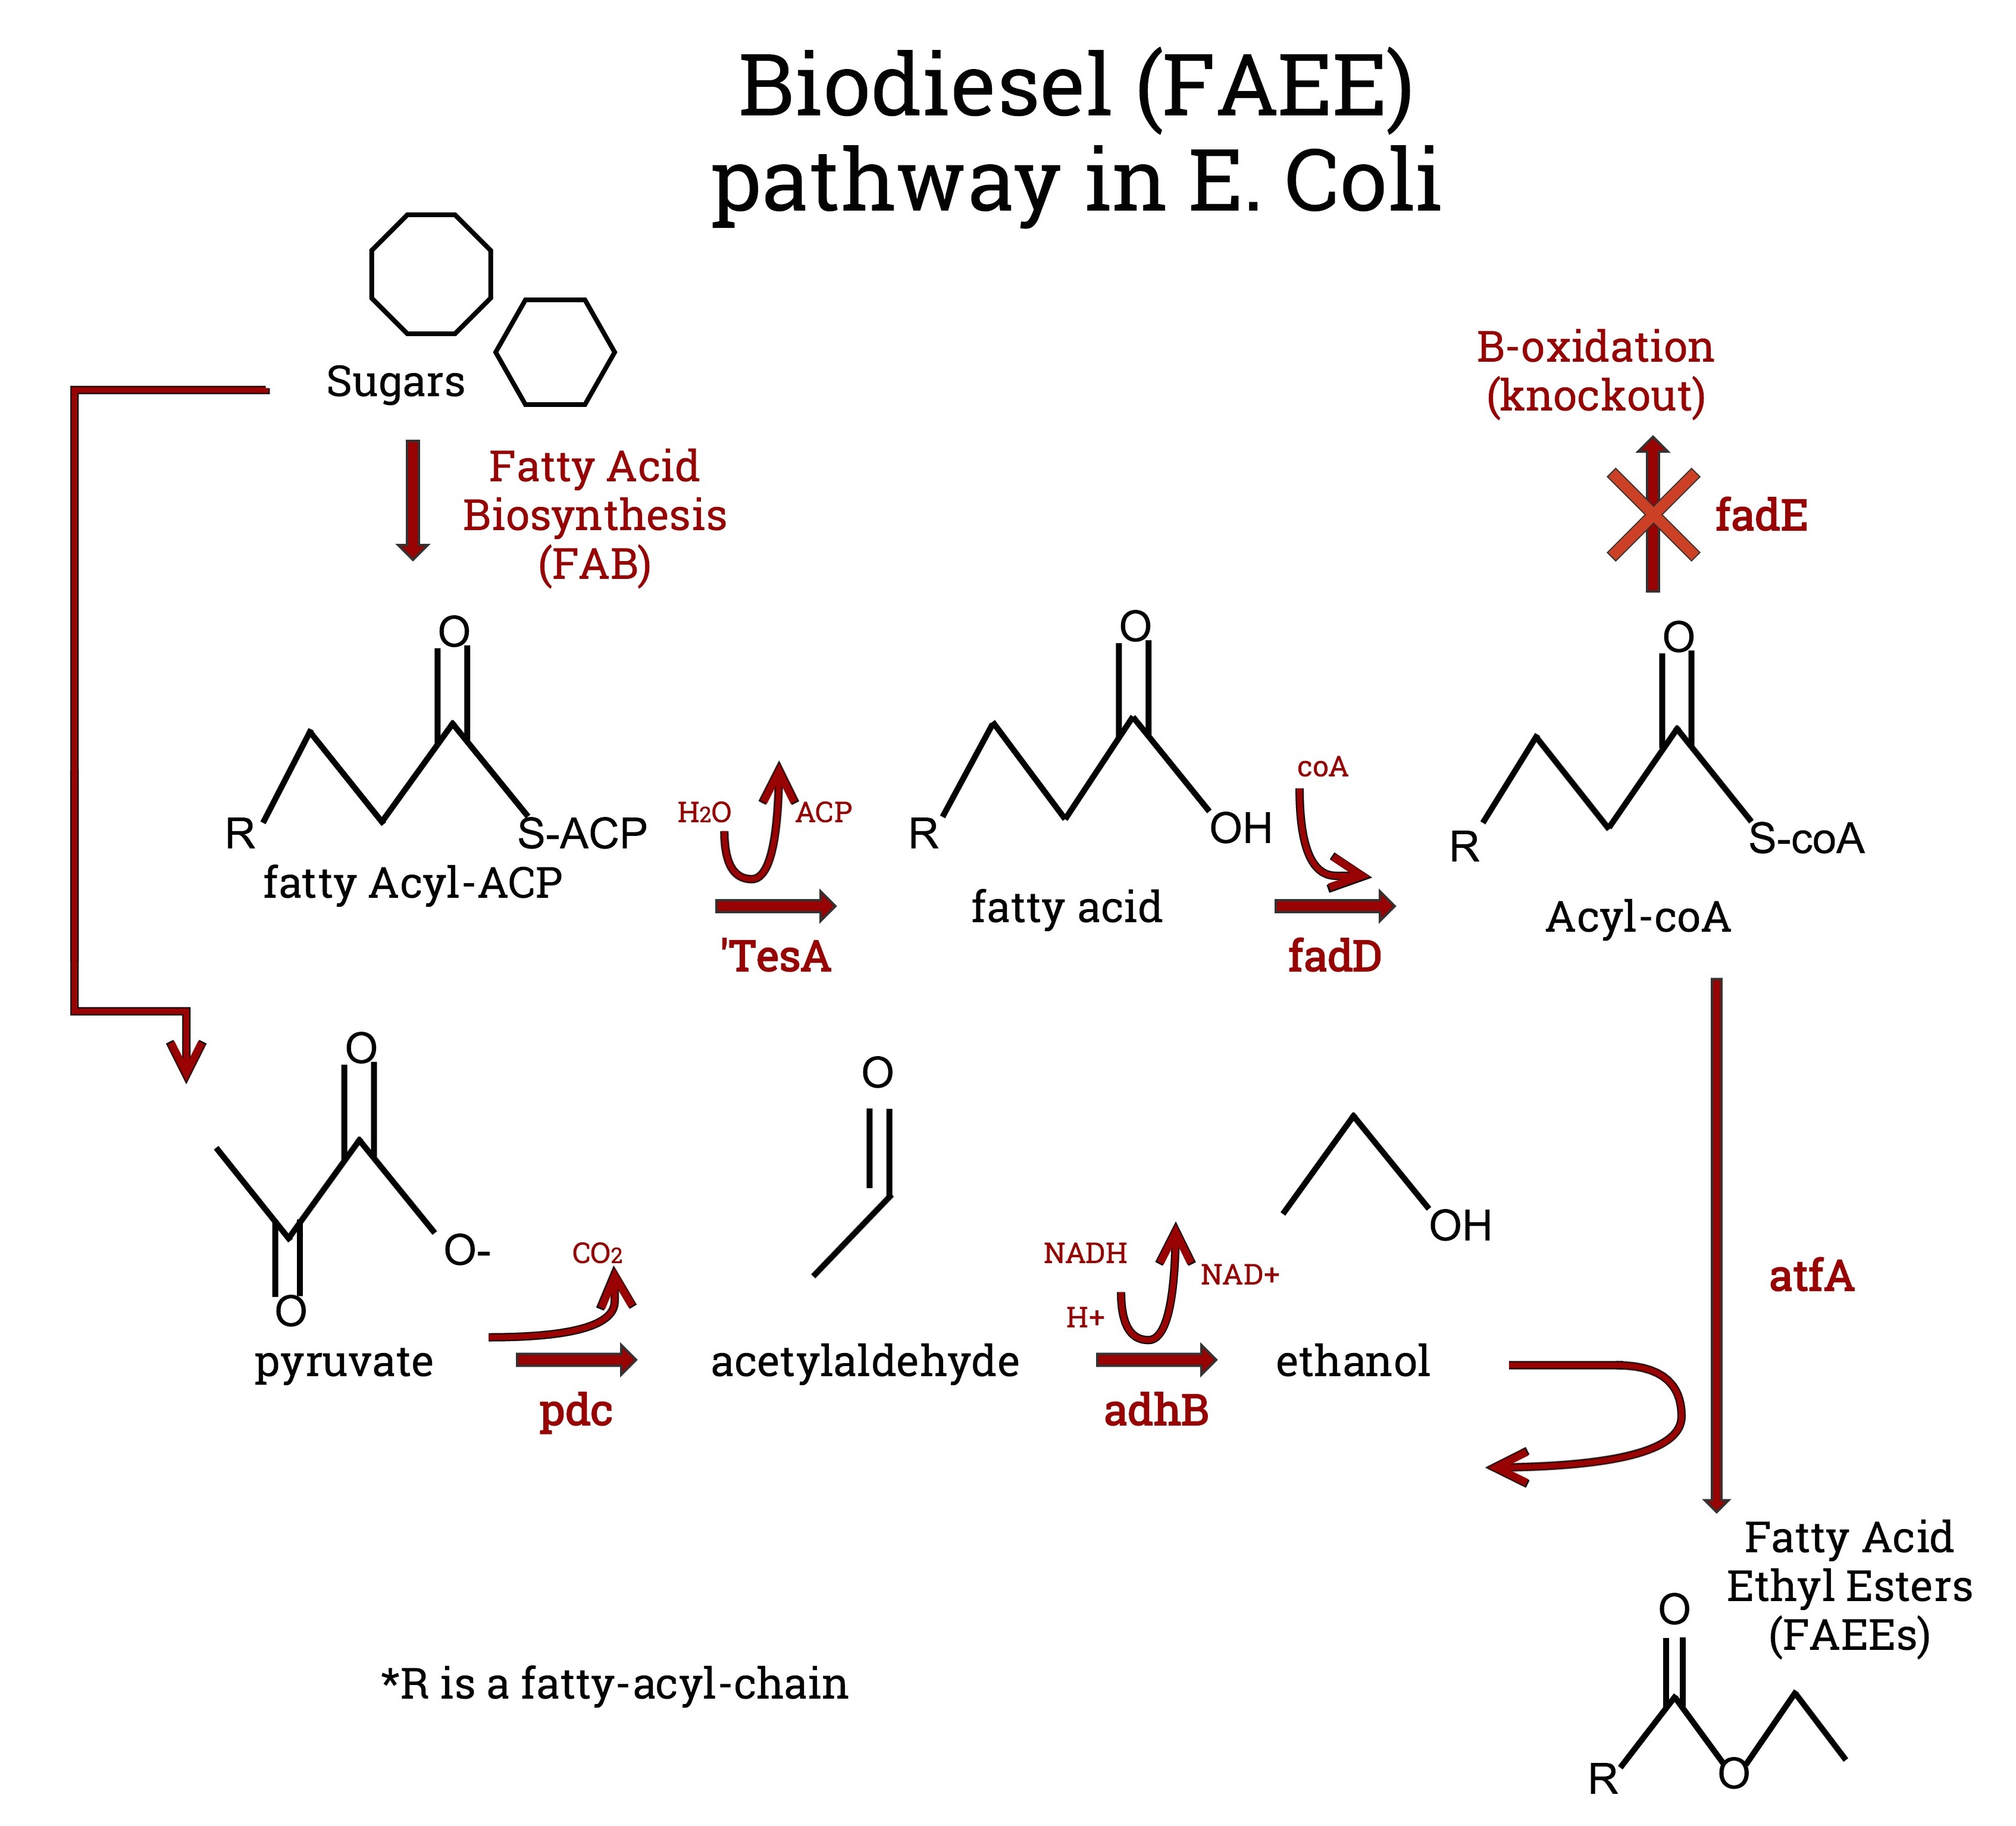 Biodiesel (FAEE)
pathway in E. Coli
Sugars
Fatty Acid
Biosynthesis
(FAB)
B-oxidation
(knockout)
fadE
O
R
S-ACP
fatty Acyl-ACP
H2O
ACP
'TesA
O
R
OH
fatty acid
coA
fadD
O
R
S-coA
Acyl-coA
O
O-
O
pyruvate
CO2
pdc
O
acetylaldehyde
NADH
H+
NAD+
adhB
OH
ethanol
atfA
Fatty Acid
Ethyl Esters
(FAEEs)
O
R
O
*R is a fatty-acyl-chain